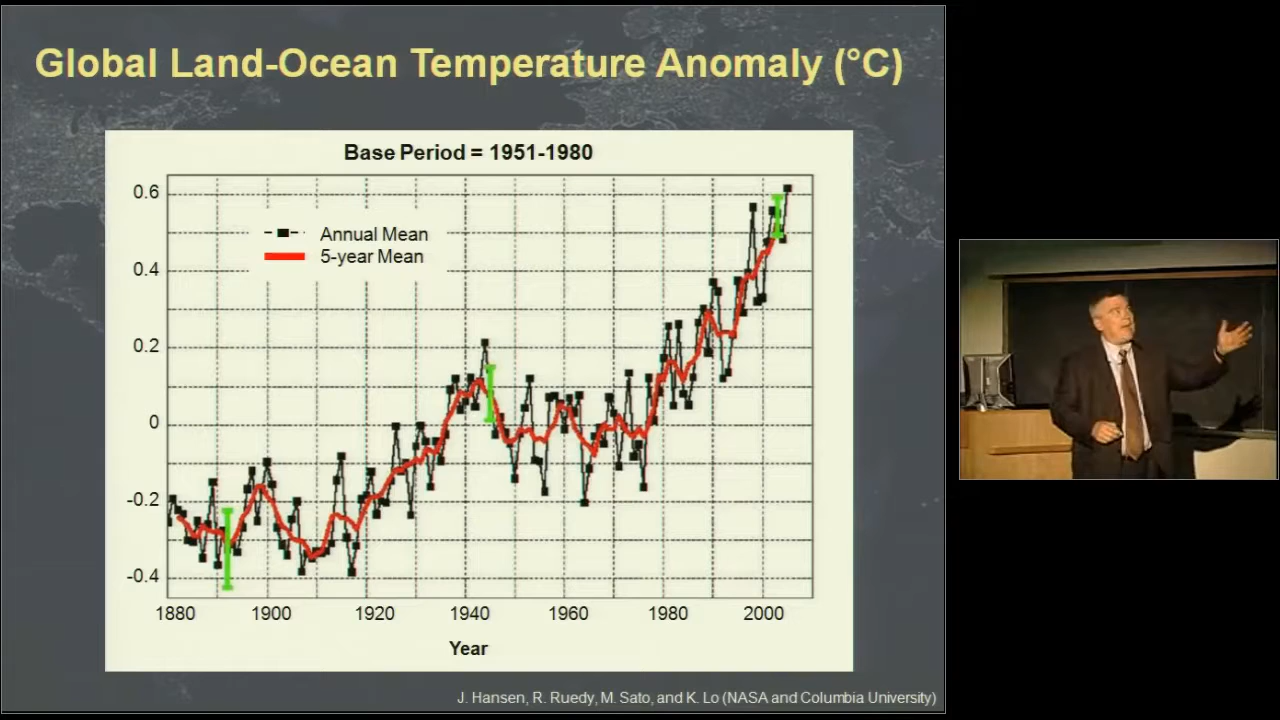 Global Land-Ocean Temperature Anomaly (°C)
Base Period = 1951-1980
Annual Mean
5-year Mean
0.6
0.4
0.2
0
-0.2
-0.4
1880 1900 1920 1940 1960 1980 2000
Year
J. Hansen, R. Ruedy, M. Sato, and K. Lo (NASA and Columbia University)